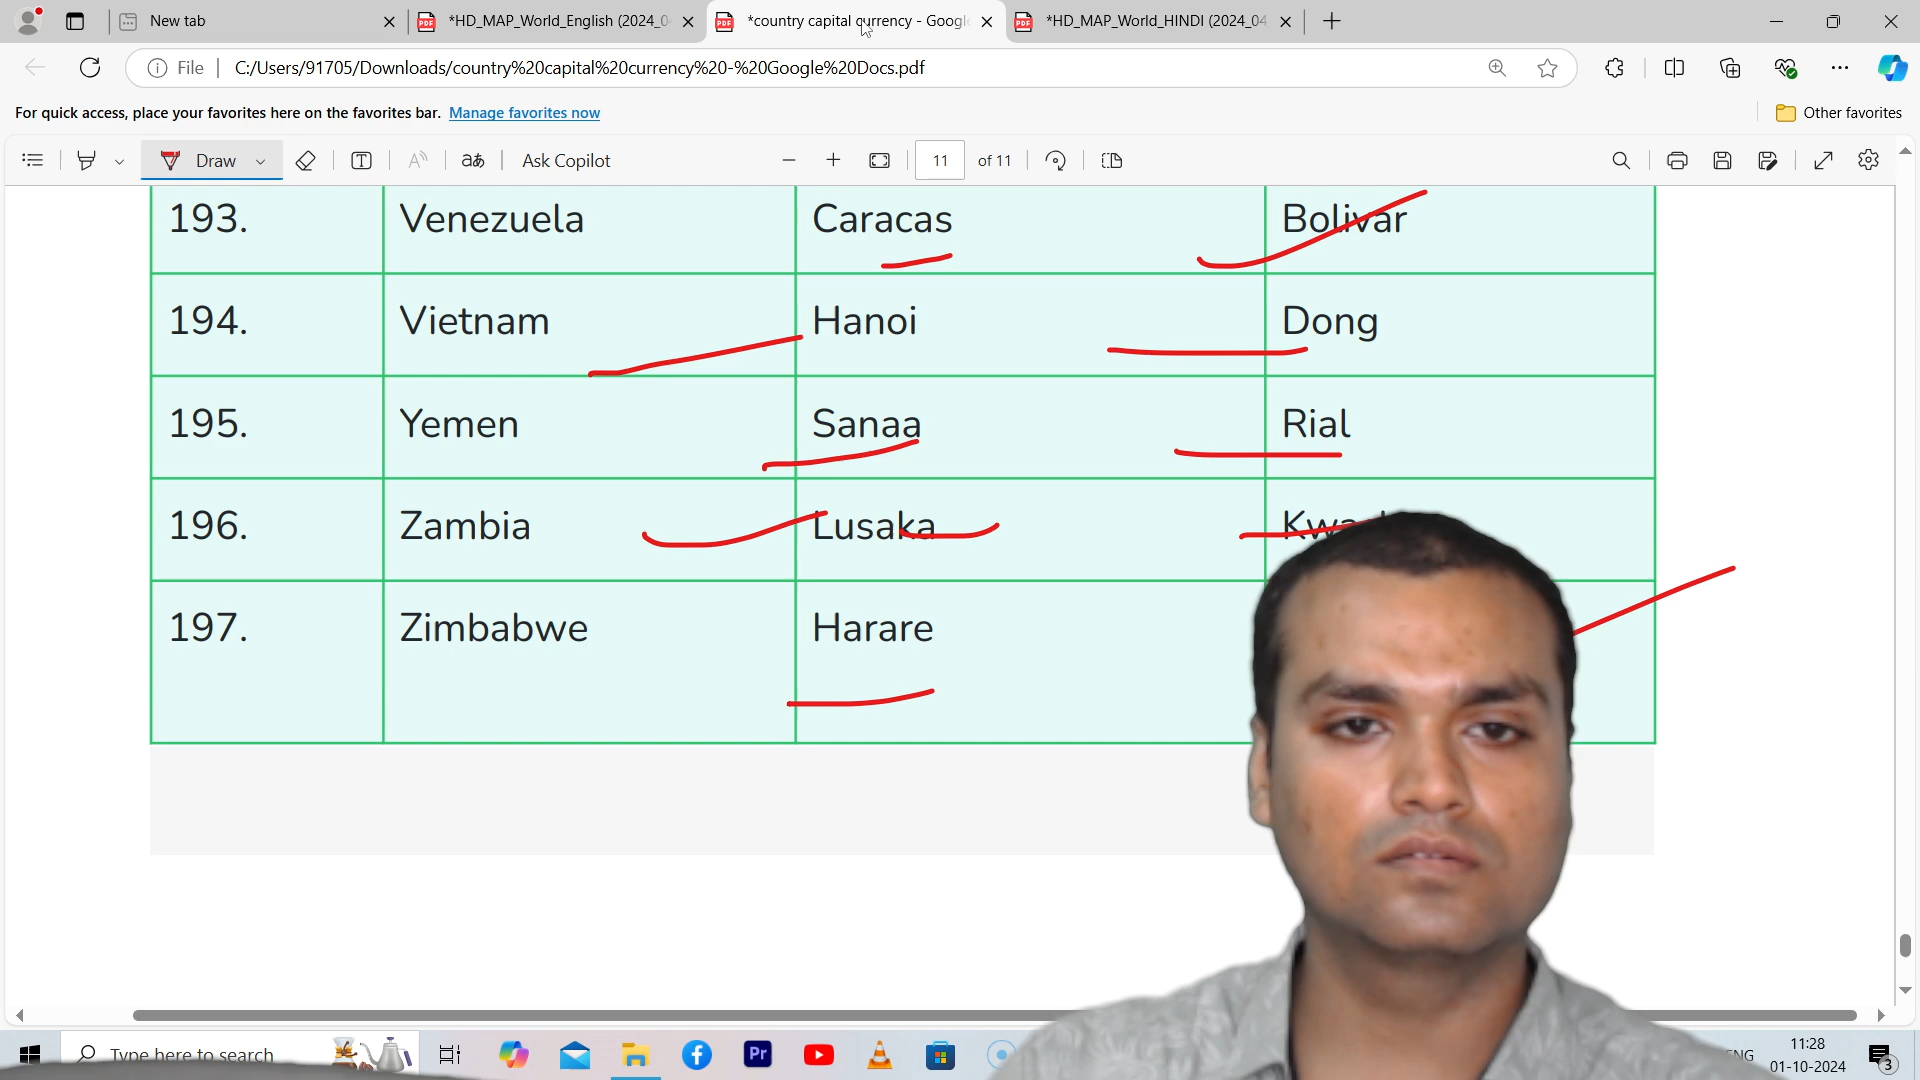 New tab
*HD_MAP_World_English (2024_0
*country capital currency - Google
*HD_MAP_World_HINDI (2024_04
File
C:/Users/91705/Downloads/country%20capital%20currency%20-%20Google%20Docs.pdf
For quick access, place your favorites here on the favorites bar. Manage favorites now
Other favorites
Draw
Ask Copilot
11 of 11
193. Venezuela Caracas Bolivar
194. Vietnam Hanoi Dong
195. Yemen Sanaa Rial
196. Zambia Lusaka
197. Zimbabwe Harare
Type here to search
Pr
11:28
01-10-2024
3